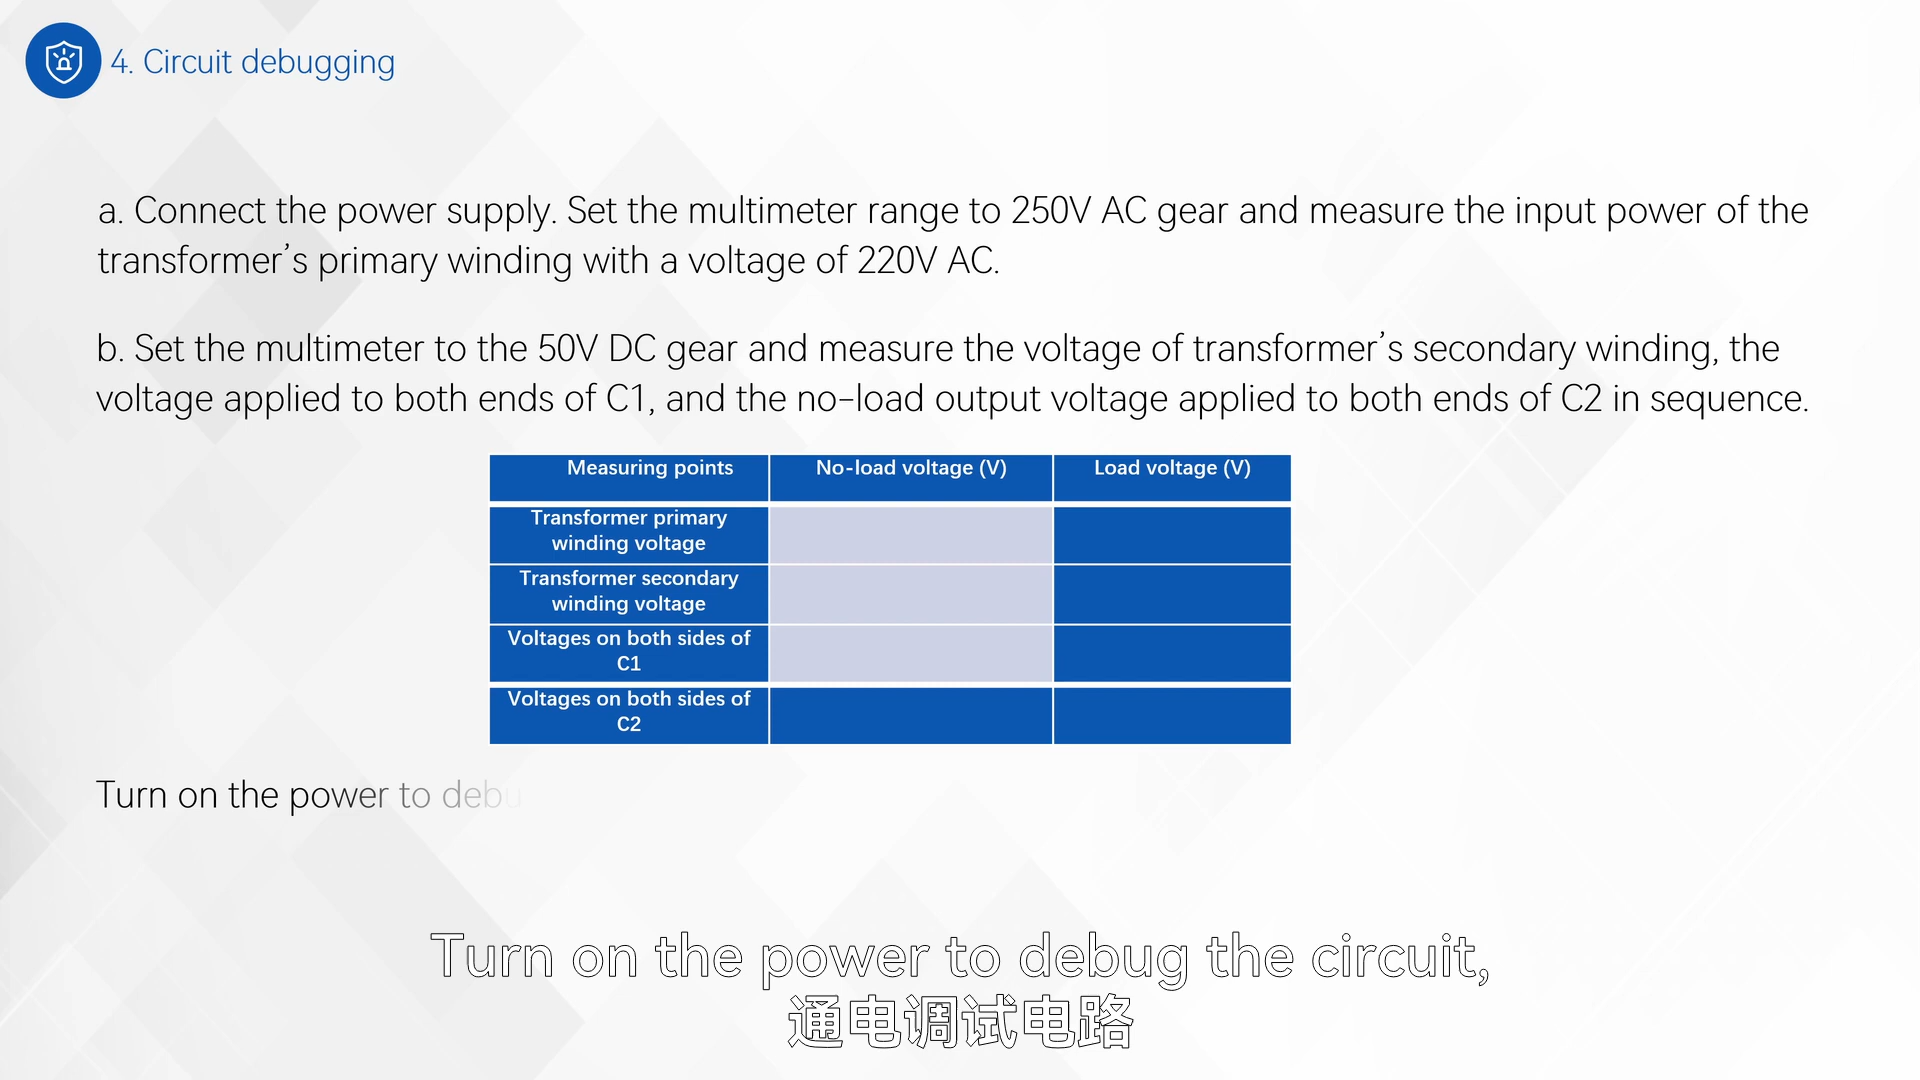 4. Circuit debugging
a. Connect the power supply. Set the multimeter range to 250V AC gear and measure the input power of the
transformer’s primary winding with a voltage of 220V AC.
b. Set the multimeter to the 50V DC gear and measure the voltage of transformer’s secondary winding, the
voltage applied to both ends of C1, and the no-load output voltage applied to both ends of C2 in sequence.
Measuring points No-load voltage (V) Load voltage (V)
Transformer primary
winding voltage
Transformer secondary
winding voltage
Voltages on both sides of
C1
Voltages on both sides of
C2
Turn on the power to debu
Turn on the power to debug the circuit,
通电调试电路